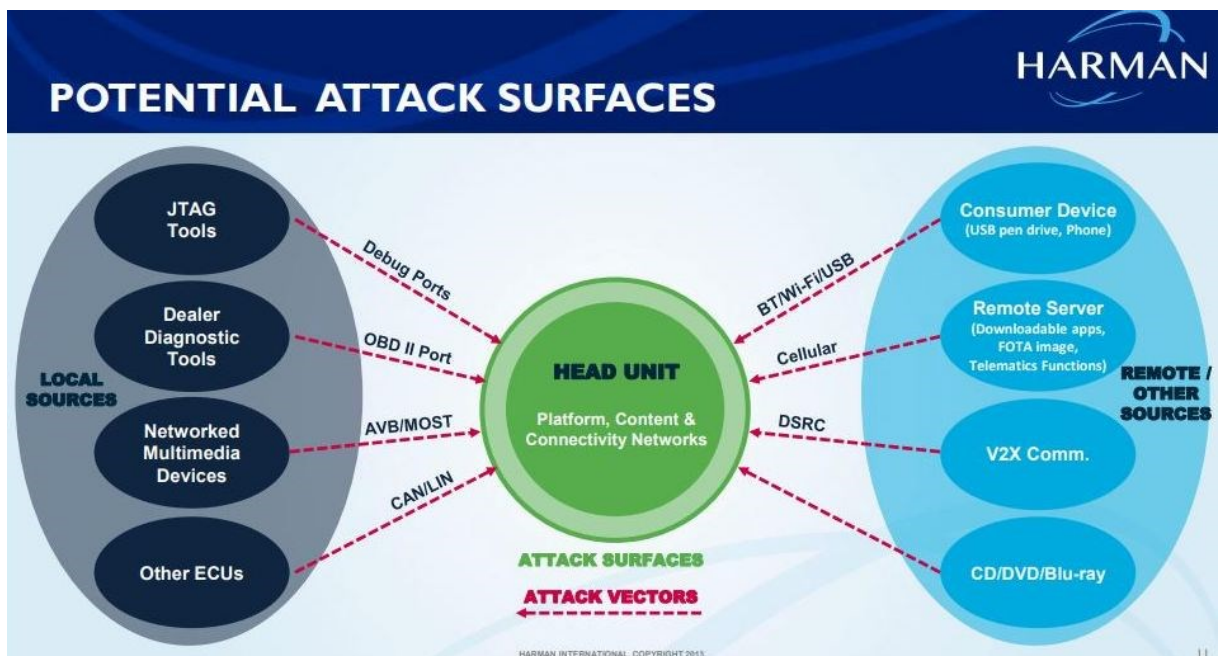 HARMAN
POTENTIAL ATTACK SURFACES
JTAG
Tools
Dealer
Diagnostic
Tools
LOCAL
SOURCES
Networked
Multimedia
Devices
Other ECUs
Debug Ports
OBD II Port
AVB/MOST
CAN/LIN
HEAD UNIT
Platform, Content &
Connectivity Networks
ATTACK SURFACES
ATTACK VECTORS
BT/Wi-Fi/USB
Cellular
DSRC
Consumer Device
(USB pen drive, Phone)
Remote Server
(Downloadable apps,
FOTA image,
Telematics Functions)
REMOTE /
OTHER
SOURCES
V2X Comm.
CD/DVD/Blu-ray
HARMAN INTERNATIONAL COPYRIGHT 2013